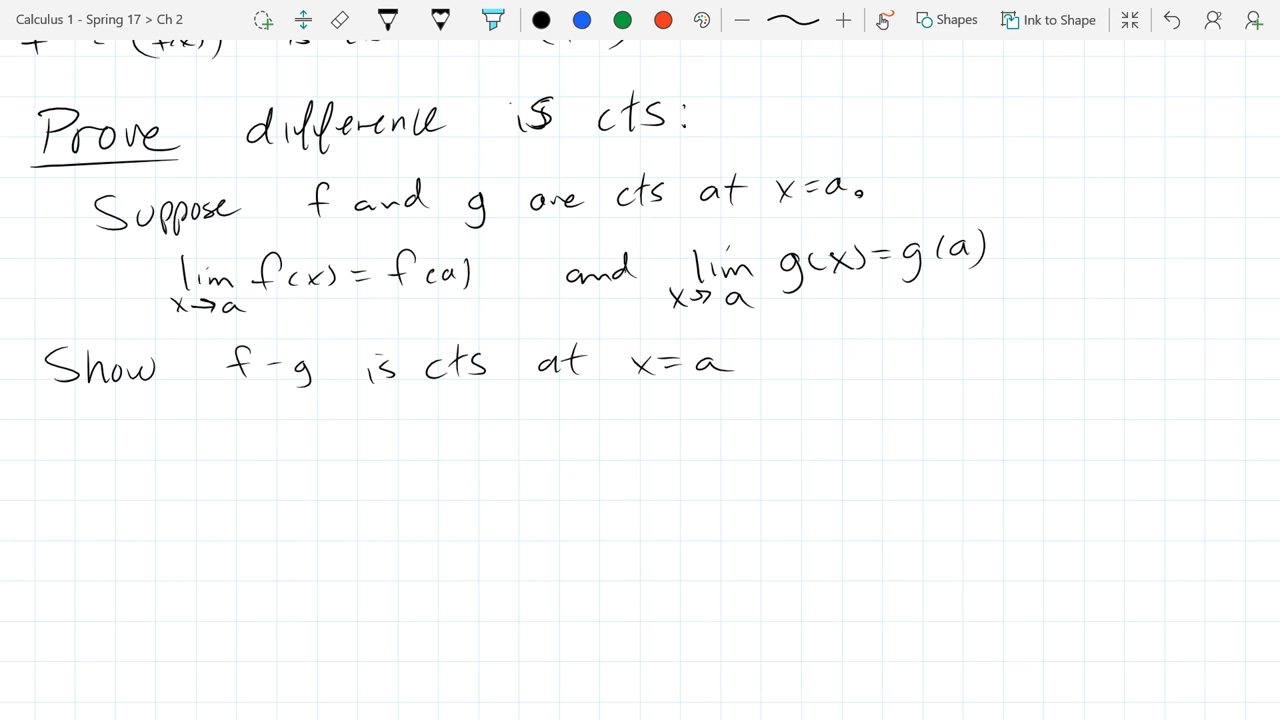 Calculus 1 - Spring 17 > Ch 2
Shapes
Ink to Shape
Prove difference is cts:
Suppose f and g are cts at x=a.
lim f(x) = f(a) and lim g(x) = g(a)
x→a x→a
Show f-g is cts at x=a